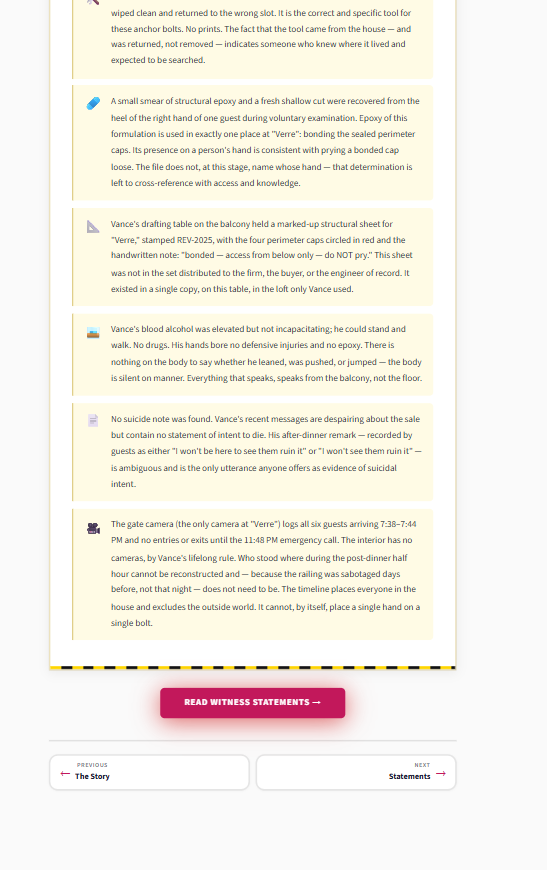 wiped clean and returned to the wrong slot. It is the correct and specific tool for
these anchor bolts. No prints. The fact that the tool came from the house — and
was returned, not removed — indicates someone who knew where it lived and
expected to be searched.
A small smear of structural epoxy and a fresh shallow cut were recovered from the
heel of the right hand of one guest during voluntary examination. Epoxy of this
formulation is used in exactly one place at "Verre": bonding the sealed perimeter
caps. Its presence on a person's hand is consistent with prying a bonded cap
loose. The file does not, at this stage, name whose hand — that determination is
left to cross-reference with access and knowledge.
Vance's drafting table on the balcony held a marked-up structural sheet for
"Verre," stamped REV-2025, with the four perimeter caps circled in red and the
handwritten note: "bonded — access from below only — do NOT pry." This sheet
was not in the set distributed to the firm, the buyer, or the engineer of record. It
existed in a single copy, on this table, in the loft only Vance used.
Vance's blood alcohol was elevated but not incapacitating; he could stand and
walk. No drugs. His hands bore no defensive injuries and no epoxy. There is
nothing on the body to say whether he leaned, was pushed, or jumped — the body
is silent on manner. Everything that speaks, speaks from the balcony, not the floor.
No suicide note was found. Vance's recent messages are despairing about the sale
but contain no statement of intent to die. His after-dinner remark — recorded by
guests as either "I won't be here to see them ruin it" or "I won't see them ruin it" —
is ambiguous and is the only utterance anyone offers as evidence of suicidal
intent.
The gate camera (the only camera at "Verre") logs all six guests arriving 7:38–7:44
PM and no entries or exits until the 11:48 PM emergency call. The interior has no
cameras, by Vance's lifelong rule. Who stood where during the post-dinner half
hour cannot be reconstructed and — because the railing was sabotaged days
before, not that night — does not need to be. The timeline places everyone in the
house and excludes the outside world. It cannot, by itself, place a single hand on a
single bolt.
READ WITNESS STATEMENTS →
PREVIOUS
← The Story
NEXT
Statements →